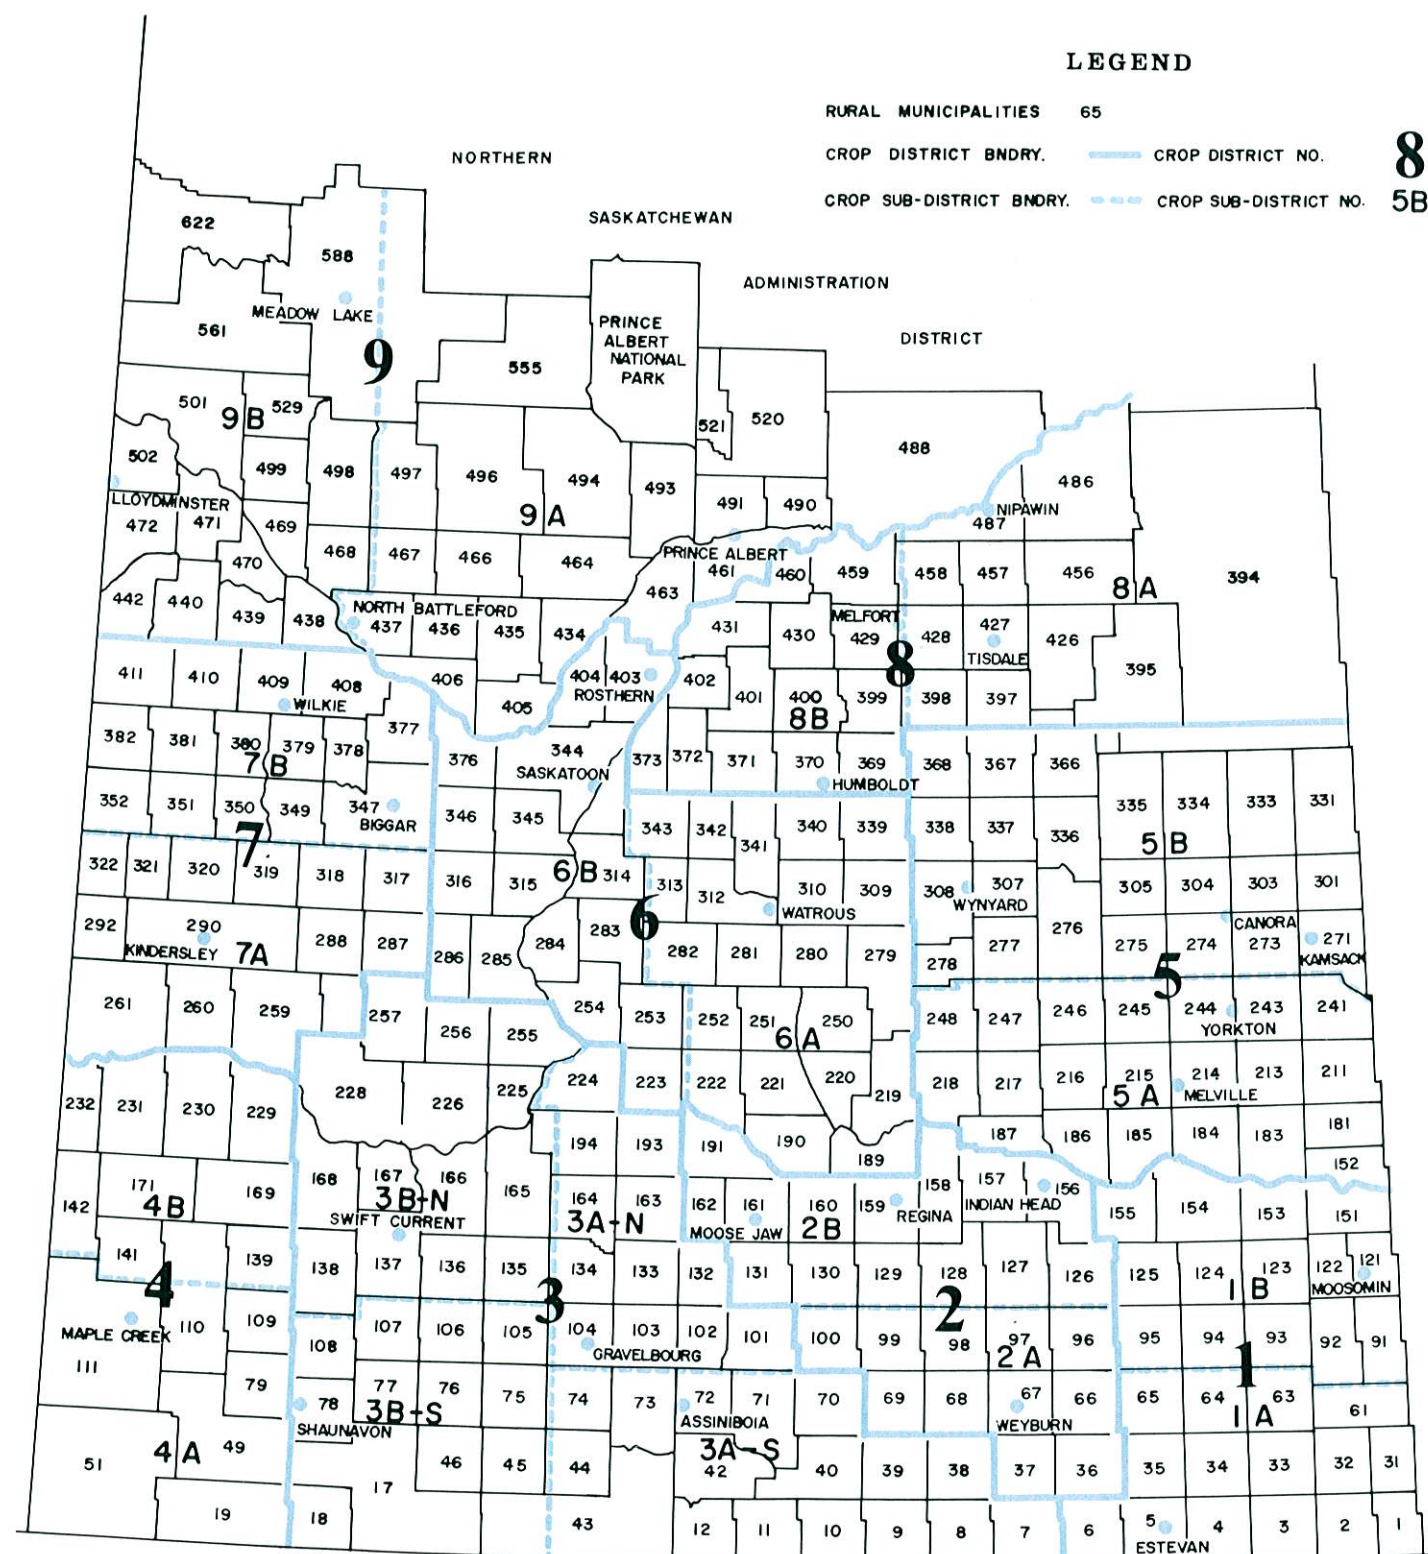 LEGEND
RURAL MUNICIPALITIES 65
CROP DISTRICT BNDRY. CROP DISTRICT NO. 8
CROP SUB-DISTRICT BNDRY. CROP SUB-DISTRICT NO. 5B
NORTHERN
SASKATCHEWAN
ADMINISTRATION
DISTRICT
622
588
MEADOW LAKE
561
9
555
PRINCE
ALBERT
NATIONAL
PARK
501 9B 529
521 520
488
502 499 498 497 496 494 493
486
LLOYDMINSTER
491 490
NIPAWIN
487
472 471 469
9A
470 468 467 466 464
PRINCE ALBERT
463 461 460 459 458 457 456 8A 394
442 440 439 438
NORTH BATTLEFORD
437 436 435 434
431 430
MELFORT
429 428 427 426
TISDALE
8
411 410 409 408 406 405 404 403
ROSTHERN
402 401 400 399 398 397 395
8B
WILKIE
382 381 380 379 378 377
7B
376 344
SASKATOON
373 372 371 370 369 368 367 366
HUMBOLDT
352 351 350 349 347
BIGGAR
346 345 343 342 341 340 339 338 337 336 335 334 333 331
5B
7
322 321 320 319 318 317 316 315 6B 314 313 312 310 309 308 307 305 304 303 301
WYNYARD
WATROUS
6
292 290 288 287 286 285 284 283 282 281 280 279 278 277 276 275 274 273 271
KINDERSLEY 7A
CANORA
KAMSACK
5
261 260 259 257 256 255 254 253 252 251 250 248 247 246 245 244 243 241
6A
YORKTON
232 231 230 229 228 226 225 224 223 222 221 220 219 218 217 216 215 214 213 211
5A MELVILLE
194 193 191 190 189 187 186 185 184 183 181
171 169 168 167 166 165 164 163 162 161 160 159 158 157 156 155 154 153 152 151
142 4B 3B-N 3A-N 2B
SWIFT CURRENT
MOOSE JAW
REGINA
INDIAN HEAD
141 139 138 137 136 135 134 133 132 131 130 129 128 127 126 125 124 123 122 121
4 3 2 1B
MOOSOMIN
MAPLE CREEK
111 110 109 108 107 106 105 104 103 102 101 100 99 98 97 96 95 94 93 92 91
GRAVELBOURG
2A 1
79 78 77 76 75 74 73 72 71 70 69 68 67 66 65 64 63 61
SHAUNAVON
3B-S
ASSINIBOIA
WEYBURN
1A
51 4A 49 46 45 44 3A-S 42 40 39 38 37 36 35 34 33 32 31
17
19 18 43 12 11 10 9 8 7 6 5 4 3 2 1
ESTEVAN